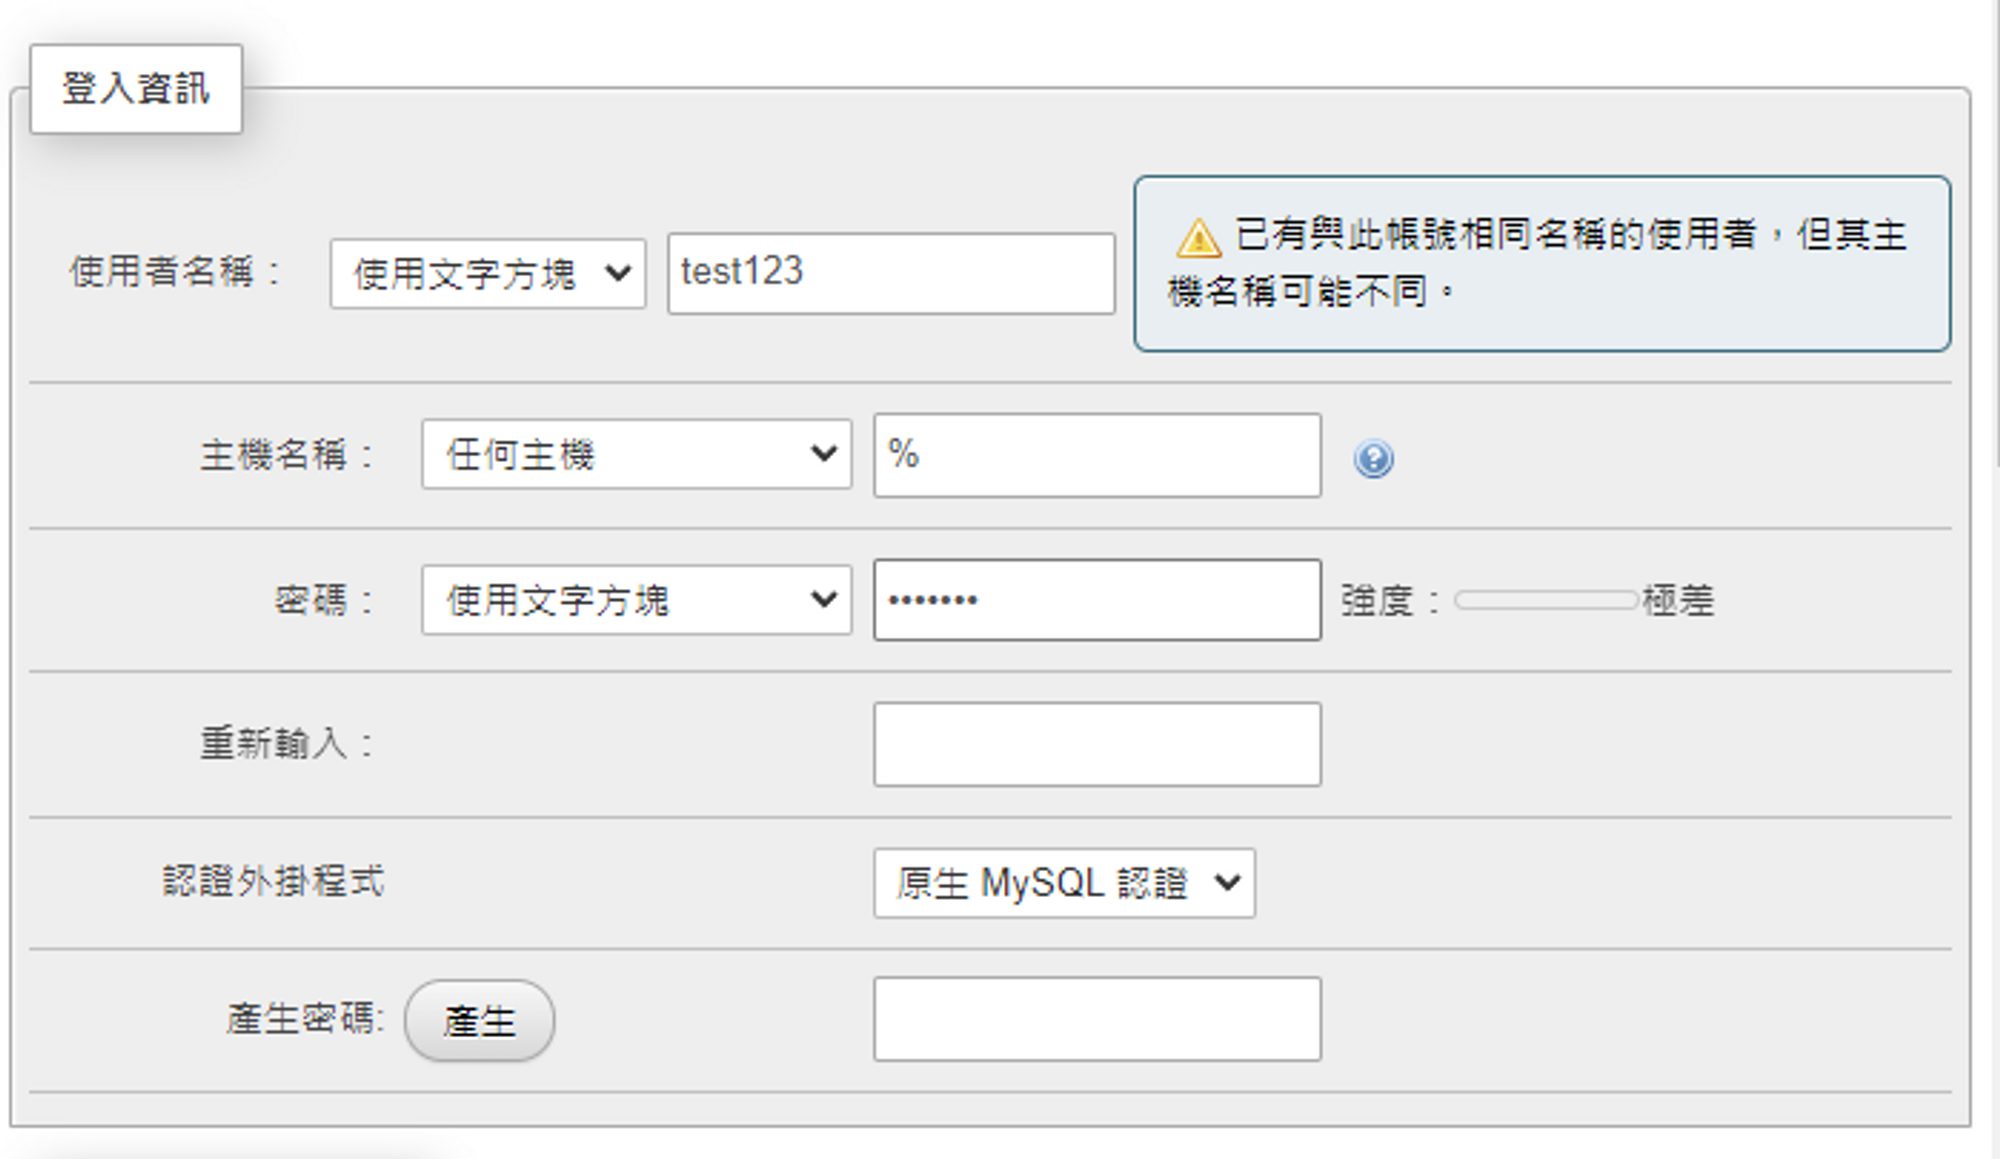 登入資訊
使用者名稱： 使用文字方塊 test123
已有與此帳號相同名稱的使用者，但其主
機名稱可能不同。
主機名稱： 任何主機 %
密碼： 使用文字方塊 ••••••• 強度： 極差
重新輸入：
認證外掛程式 原生 MySQL 認證
產生密碼: 產生